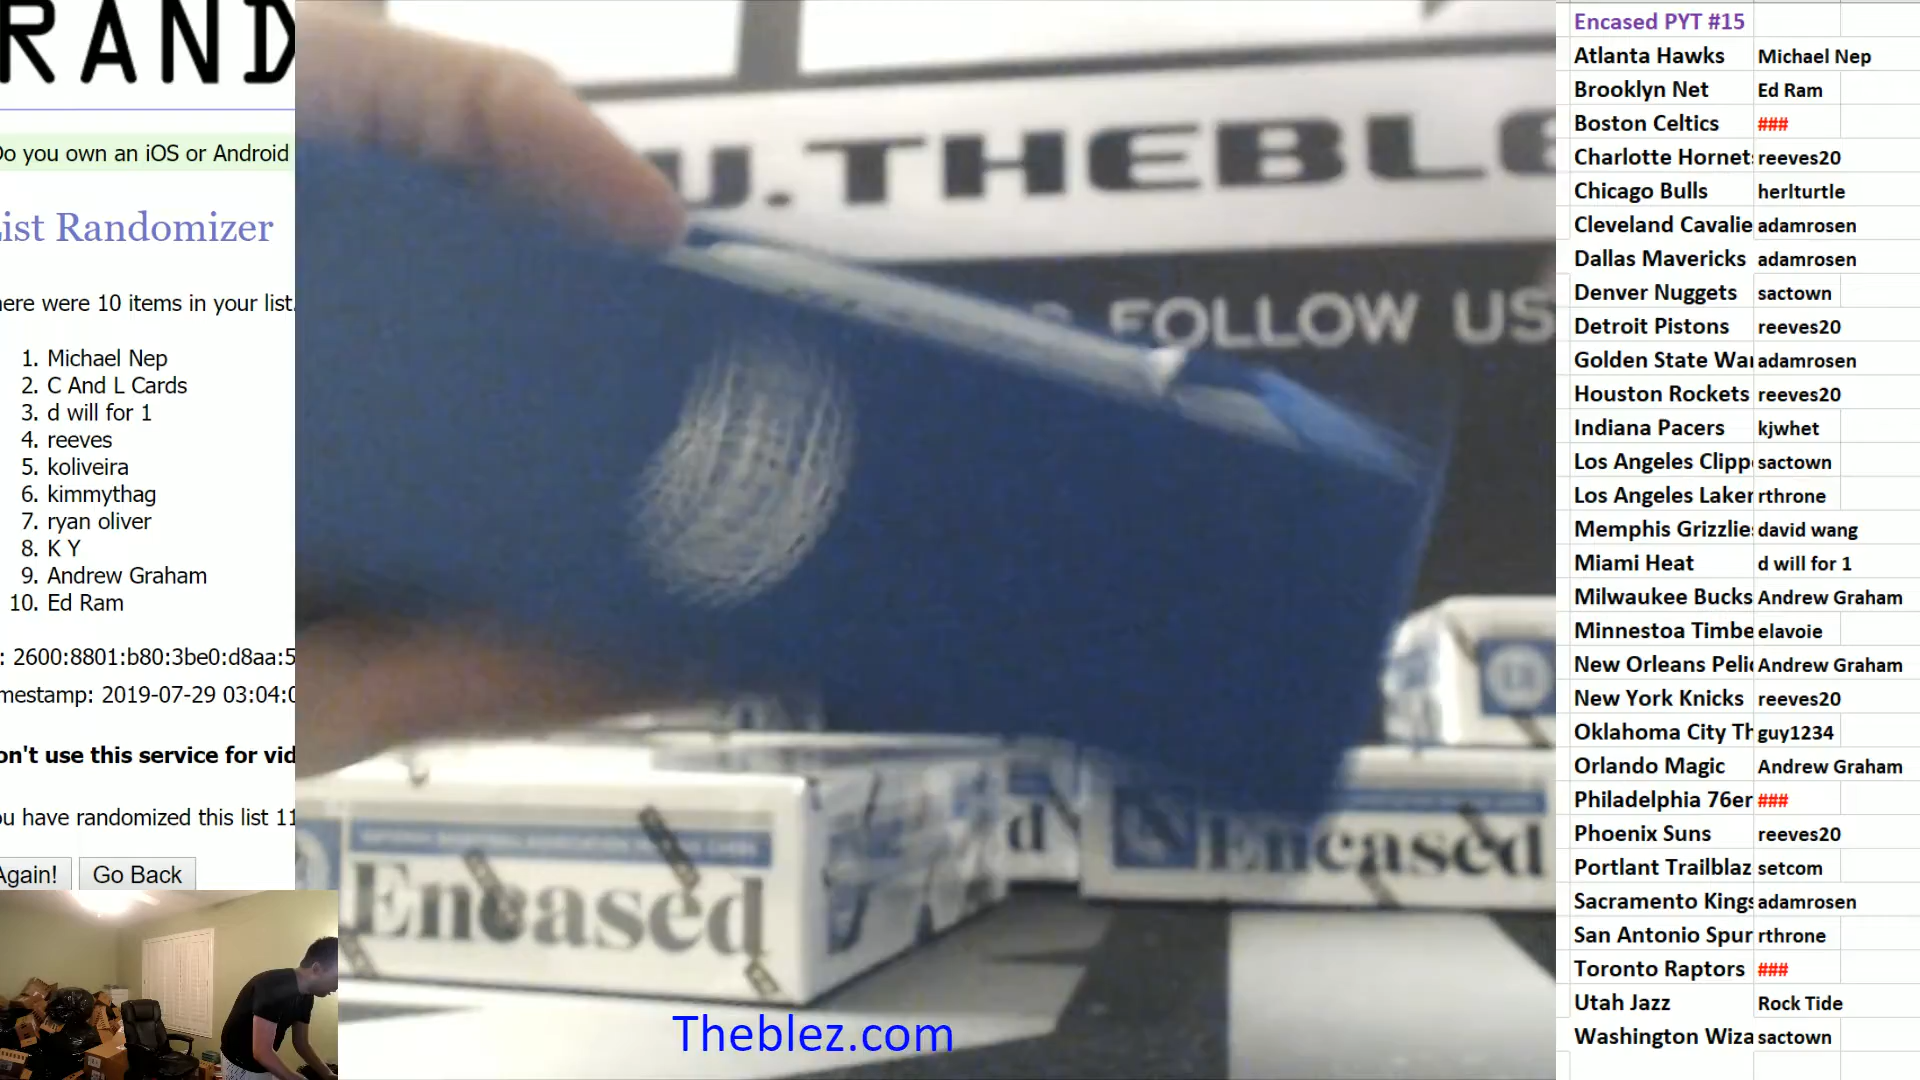 RAND
Do you own an iOS or Android
List Randomizer
here were 10 items in your list.
1. Michael Nep
2. C And L Cards
3. d will for 1
4. reeves
5. koliveira
6. kimmythag
7. ryan oliver
8. K Y
9. Andrew Graham
10. Ed Ram
: 2600:8801:b80:3be0:d8aa:5
mestamp: 2019-07-29 03:04:0
on't use this service for vid
ou have randomized this list 11
Again! Go Back
U.THEBLE
FOLLOW US
Encased
d
Encased
Theblez.com
Encased PYT #15
Atlanta Hawks Michael Nep
Brooklyn Net Ed Ram
Boston Celtics ###
Charlotte Hornets reeves20
Chicago Bulls herlturtle
Cleveland Cavalie adamrosen
Dallas Mavericks adamrosen
Denver Nuggets sactown
Detroit Pistons reeves20
Golden State War adamrosen
Houston Rockets reeves20
Indiana Pacers kjwhet
Los Angeles Clipp sactown
Los Angeles Laker rthrone
Memphis Grizzlies david wang
Miami Heat d will for 1
Milwaukee Bucks Andrew Graham
Minnestoa Timbe elavoie
New Orleans Pelic Andrew Graham
New York Knicks reeves20
Oklahoma City Th guy1234
Orlando Magic Andrew Graham
Philadelphia 76er ###
Phoenix Suns reeves20
Portlant Trailblaz setcom
Sacramento Kings adamrosen
San Antonio Spur rthrone
Toronto Raptors ###
Utah Jazz Rock Tide
Washington Wiza sactown